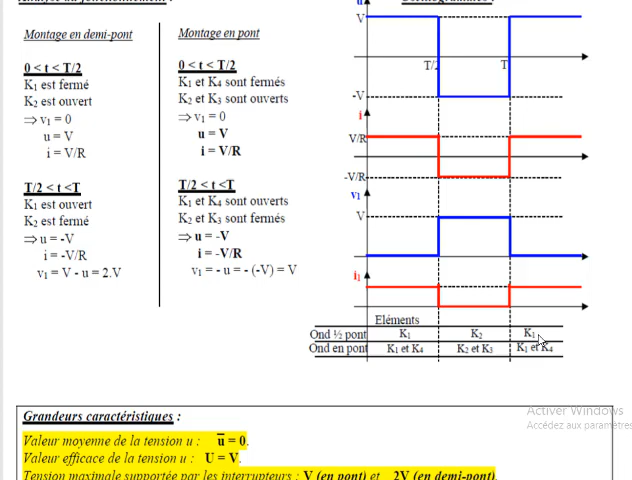 Analyse du fonctionnement :
Montage en demi-pont
0 < t < T/2
K1 est fermé
K2 est ouvert
⇒ v1 = 0
u = V
i = V/R
T/2 < t <T
K1 est ouvert
K2 est fermé
⇒ u = -V
i = -V/R
v1 = V - u = 2.V
Montage en pont
0 < t < T/2
K1 et K4 sont fermés
K2 et K3 sont ouverts
⇒ v1 = 0
u = V
i = V/R
T/2 < t <T
K1 et K4 sont ouverts
K2 et K3 sont fermés
⇒ u = -V
i = -V/R
v1 = - u = - (-V) = V
u
V
T/2
T
-V
i
V/R
-V/R
v1
V
i1
Eléments
Ond ½ pont K1 K2 K1
Ond en pont K1 et K4 K2 et K3 K1 et K4
Grandeurs caractéristiques :
Valeur moyenne de la tension u : u̅ = 0.
Valeur efficace de la tension u : U = V.
Tension maximale supportée par les interrupteurs : V (en pont) et 2V (en demi-pont).
Activer Windows
Accédez aux paramètres